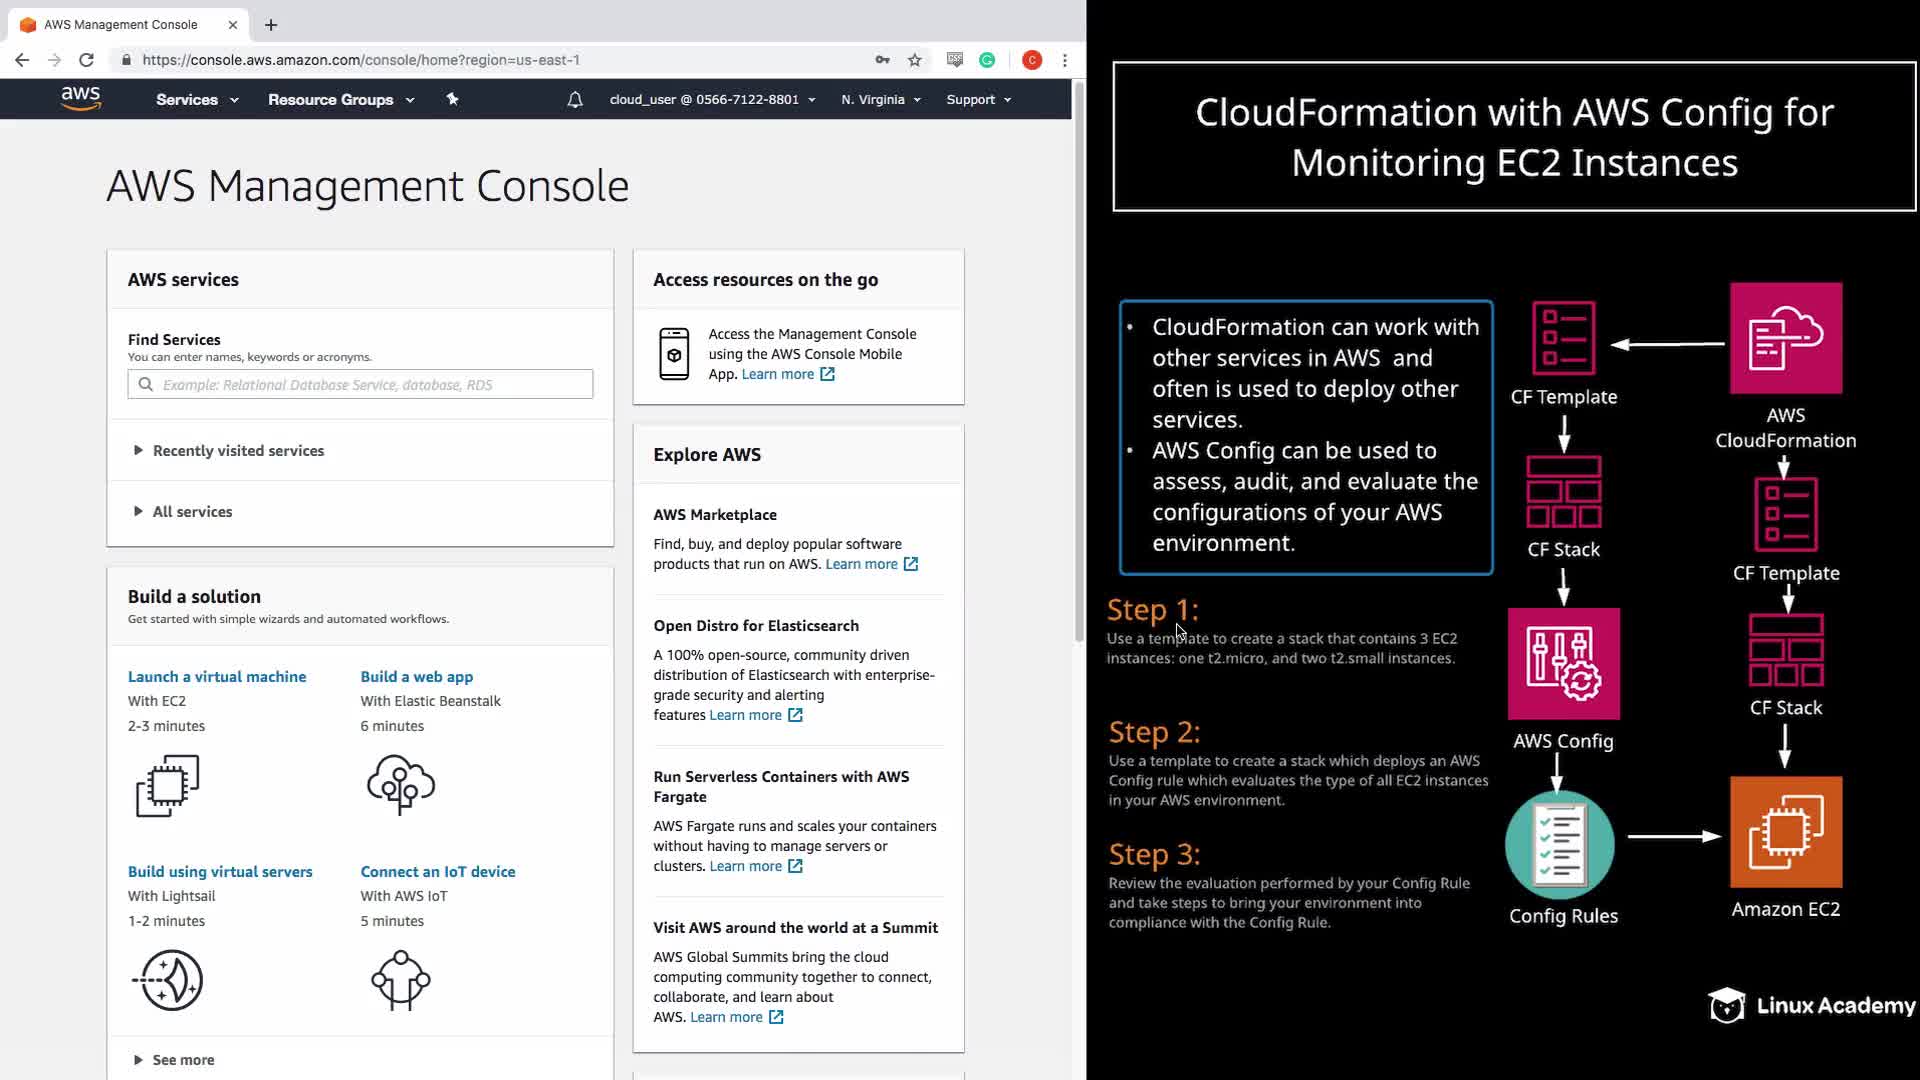 AWS Management Console
https://console.aws.amazon.com/console/home?region=us-east-1
C
aws
Services
Resource Groups
cloud_user @ 0566-7122-8801
N. Virginia
Support
AWS Management Console
AWS services
Find Services
You can enter names, keywords or acronyms.
Example: Relational Database Service, database, RDS
Recently visited services
All services
Build a solution
Get started with simple wizards and automated workflows.
Launch a virtual machine
With EC2
2-3 minutes
Build a web app
With Elastic Beanstalk
6 minutes
Build using virtual servers
With Lightsail
1-2 minutes
Connect an IoT device
With AWS IoT
5 minutes
See more
Access resources on the go
Access the Management Console
using the AWS Console Mobile
App. Learn more
Explore AWS
AWS Marketplace
Find, buy, and deploy popular software
products that run on AWS. Learn more
Open Distro for Elasticsearch
A 100% open-source, community driven
distribution of Elasticsearch with enterprise-
grade security and alerting
features Learn more
Run Serverless Containers with AWS
Fargate
AWS Fargate runs and scales your containers
without having to manage servers or
clusters. Learn more
Visit AWS around the world at a Summit
AWS Global Summits bring the cloud
computing community together to connect,
collaborate, and learn about
AWS. Learn more
CloudFormation with AWS Config for
Monitoring EC2 Instances
• CloudFormation can work with
other services in AWS and
often is used to deploy other
services.
• AWS Config can be used to
assess, audit, and evaluate the
configurations of your AWS
environment.
Step 1:
Use a template to create a stack that contains 3 EC2
instances: one t2.micro, and two t2.small instances.
Step 2:
Use a template to create a stack which deploys an AWS
Config rule which evaluates the type of all EC2 instances
in your AWS environment.
Step 3:
Review the evaluation performed by your Config Rule
and take steps to bring your environment into
compliance with the Config Rule.
CF Template
CF Stack
AWS Config
Config Rules
AWS
CloudFormation
CF Template
CF Stack
Amazon EC2
Linux Academy